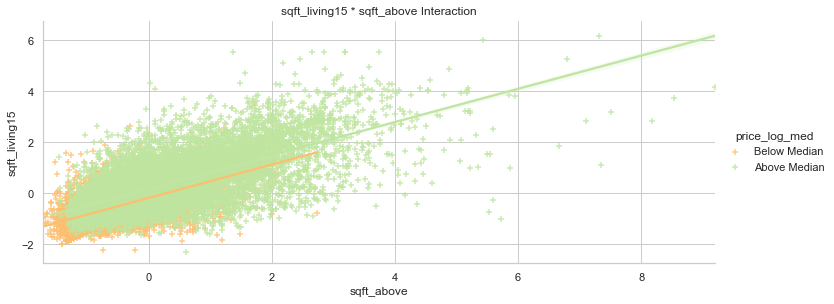 sqft_living15 * sqft_above Interaction
6
4
2
0
−2
sqft_living15
0
2
4
6
8
sqft_above
price_log_med
Below Median
Above Median